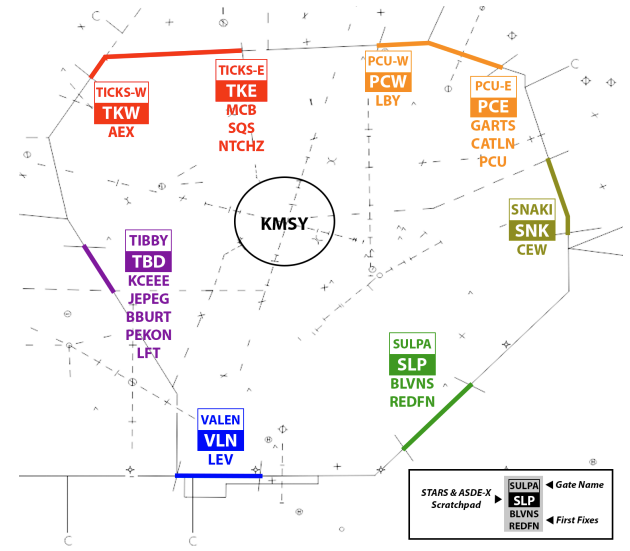 C
TICKS-W
TKW
AEX
TICKS-E
TKE
MCB
SQS
NTCHZ
PCU-W
PCW
LBY
PCU-E
PCE
GARTS
CATLN
PCU
C
KMSY
SNAKI
SNK
CEW
TIBBY
TBD
KCEEE
JEPEG
BBURT
PEKON
LFT
SULPA
SLP
BLVNS
REDFN
VALEN
VLN
LEV
STARS & ASDE-X
Scratchpad
SULPA
SLP
BLVNS
REDFN
Gate Name
First Fixes
C
C